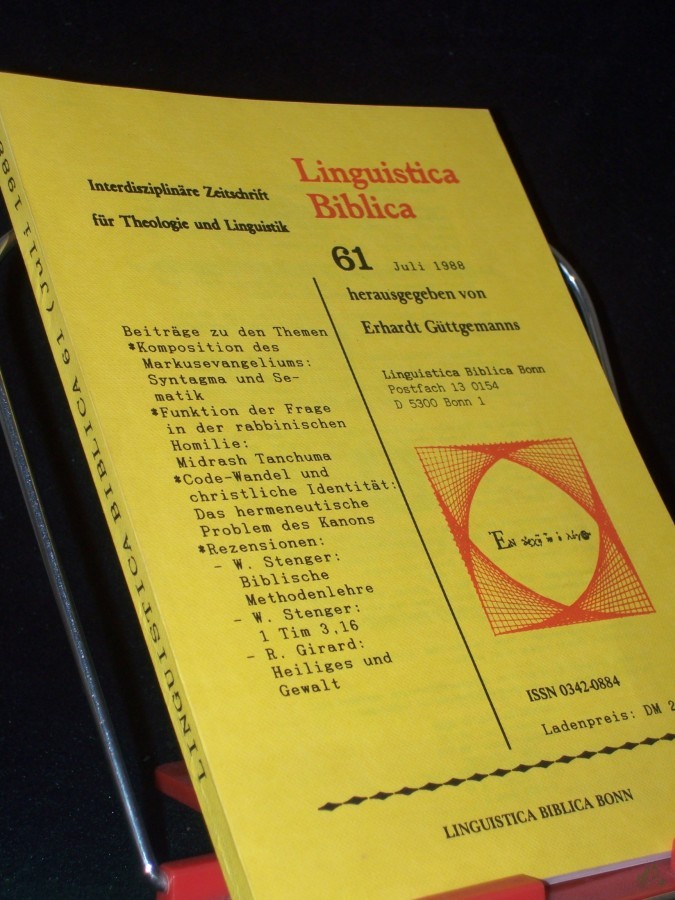 Linguistica
Biblica
Interdisziplinäre Zeitschrift
für Theologie und Linguistik
61 Juli 1988
herausgegeben von
Erhardt Güttgemanns
Linguistica Biblica Bonn
Postfach 13 0154
D 5300 Bonn 1
Beiträge zu den Themen
*Komposition des
Markusevangeliums:
Syntagma und Se-
matik
*Funktion der Frage
in der rabbinischen
Homilie:
Midrash Tanchuma
*Code-Wandel und
christliche Identität:
Das hermeneutische
Problem des Kanons
*Rezensionen:
- W. Stenger:
Biblische
Methodenlehre
- W. Stenger:
1 Tim 3,16
- R. Girard:
Heiliges und
Gewalt
ISSN 0342-0884
Ladenpreis: DM 2
LINGUISTICA BIBLICA BONN
LINGUISTICA BIBLICA 61 (Juli 1988